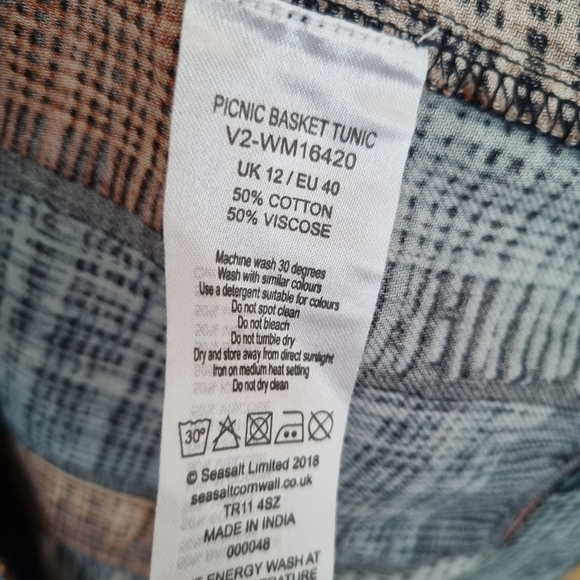 PICNIC BASKET TUNIC
V2-WM16420
UK 12 / EU 40
50% COTTON
50% VISCOSE
Machine wash 30 degrees
Wash with similar colours
Use a detergent suitable for colours
Do not spot clean
Do not bleach
Do not tumble dry
Dry and store away from direct sunlight
Iron on medium heat setting
Do not dry clean
30°
© Seasalt Limited 2018
seasaltcornwall.co.uk
TR11 4SZ
MADE IN INDIA
000048
ENERGY WASH AT